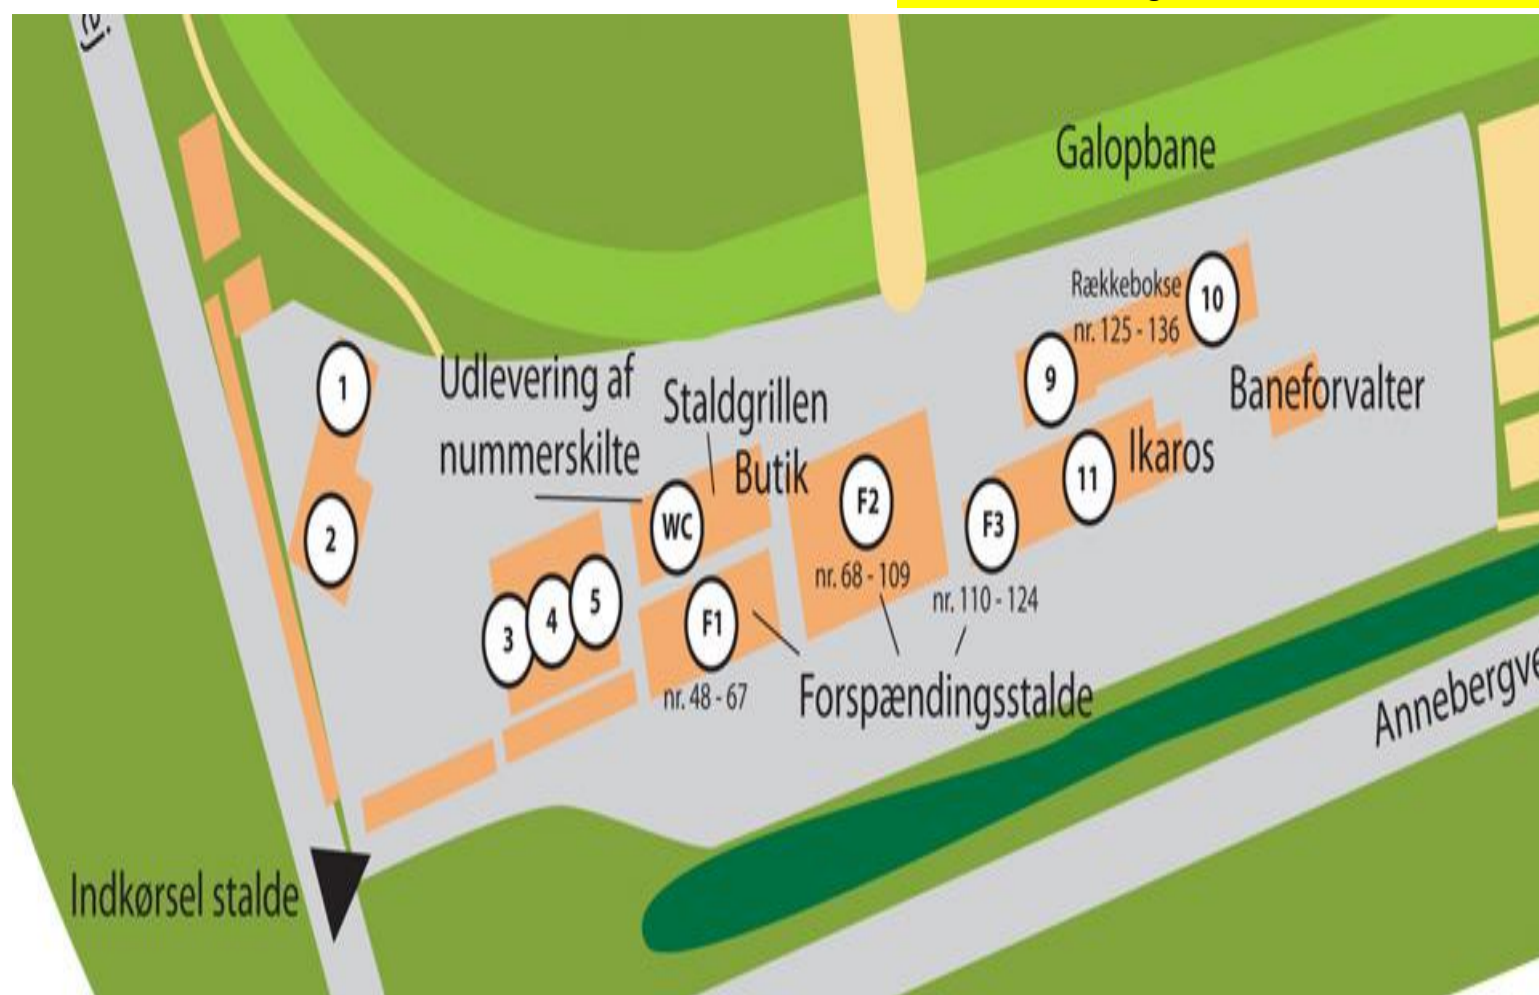 Galopbane
Rækkebokse
nr. 125 - 136
10
9
1
Udlevering af
nummerskilte
Staldgrillen
Butik
Baneforvalter
Ikaros
11
WC
F2
F3
2
nr. 68 - 109
nr. 110 - 124
3
4
5
F1
nr. 48 - 67
Forspændingsstalde
Indkørsel stalde